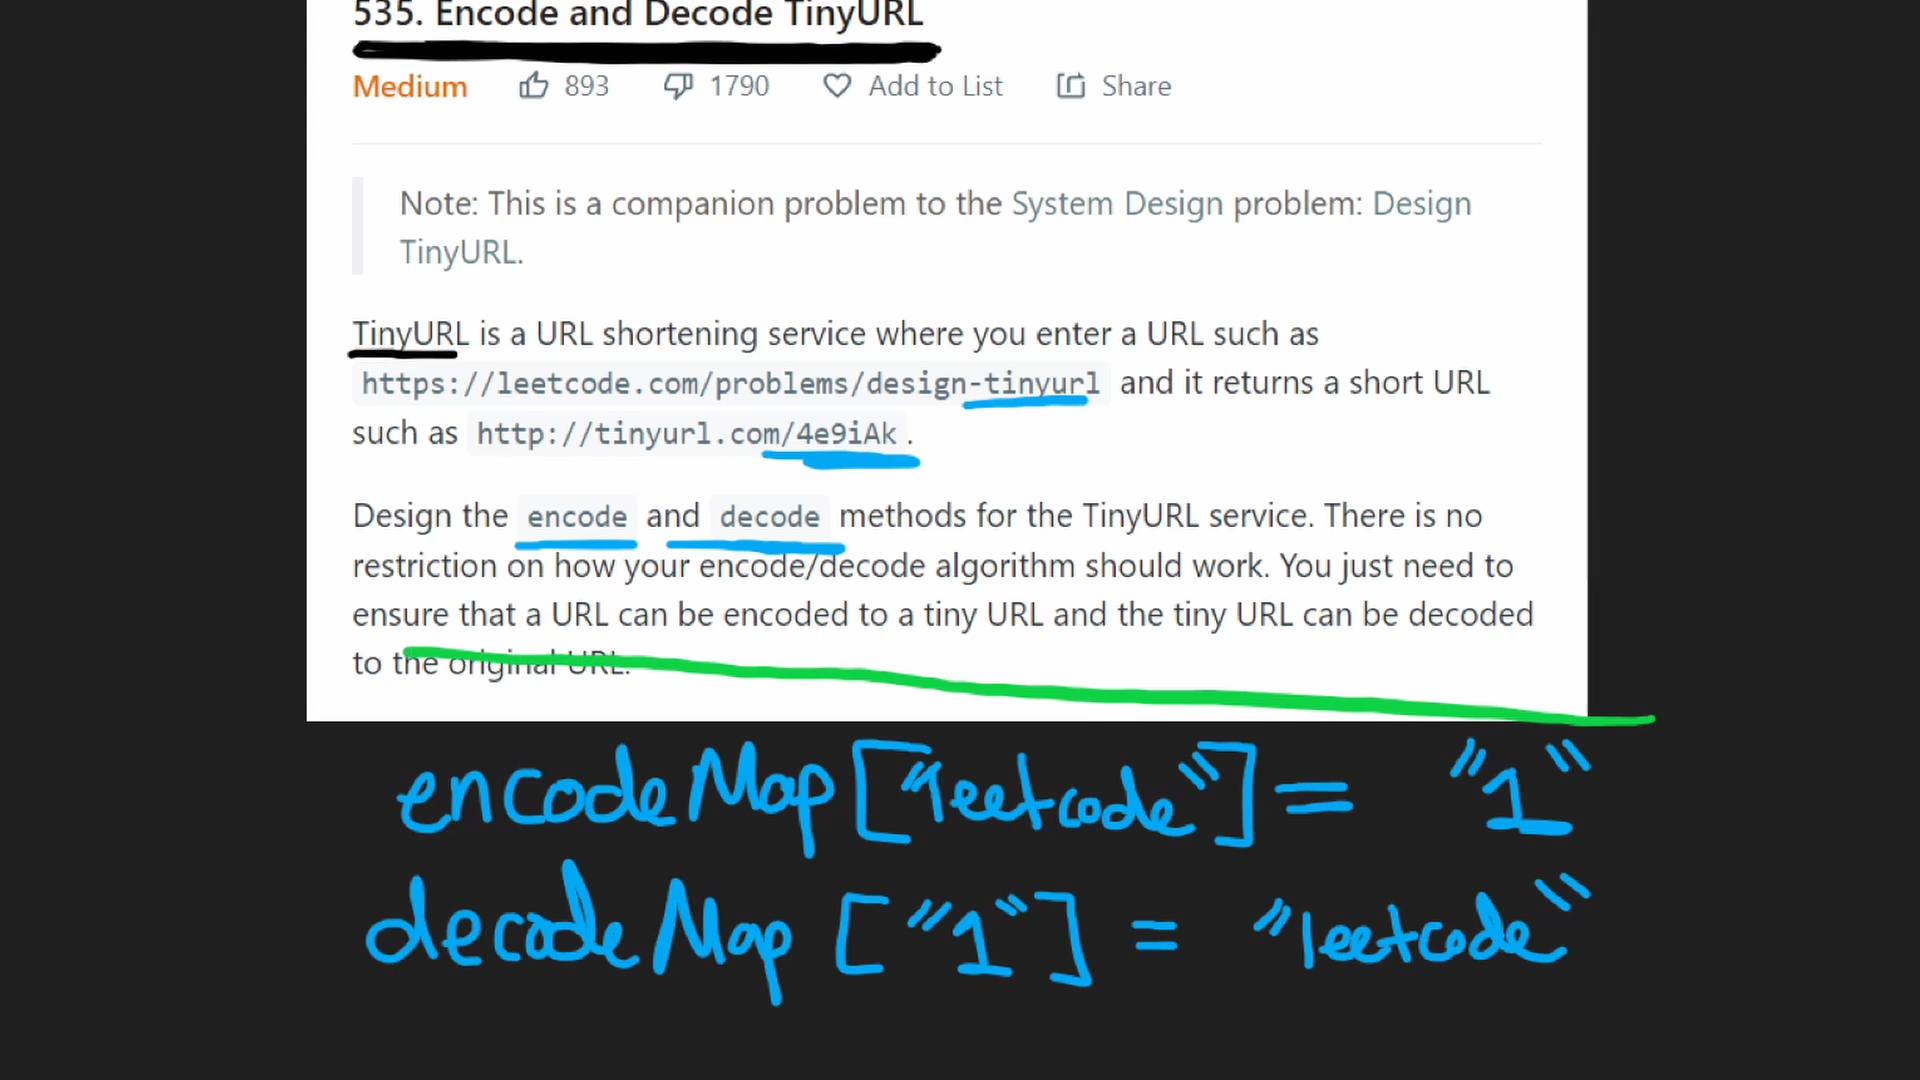 535. Encode and Decode TinyURL
Medium 893 1790 Add to List Share
Note: This is a companion problem to the System Design problem: Design
TinyURL.
TinyURL is a URL shortening service where you enter a URL such as
https://leetcode.com/problems/design-tinyurl and it returns a short URL
such as http://tinyurl.com/4e9iAk .
Design the encode and decode methods for the TinyURL service. There is no
restriction on how your encode/decode algorithm should work. You just need to
ensure that a URL can be encoded to a tiny URL and the tiny URL can be decoded
to the original URL.
encodeMap["leetcode"] = "1"
decodeMap ["1"] = "leetcode"